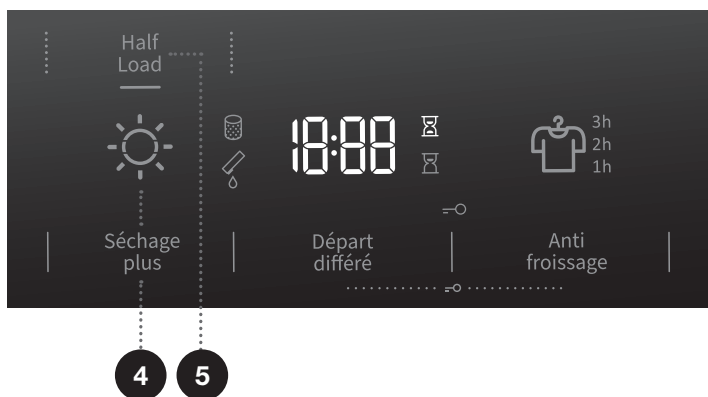 Half
Load
18:88
3h
2h
1h
Séchage
plus
Départ
différé
Anti
froissage
4
5